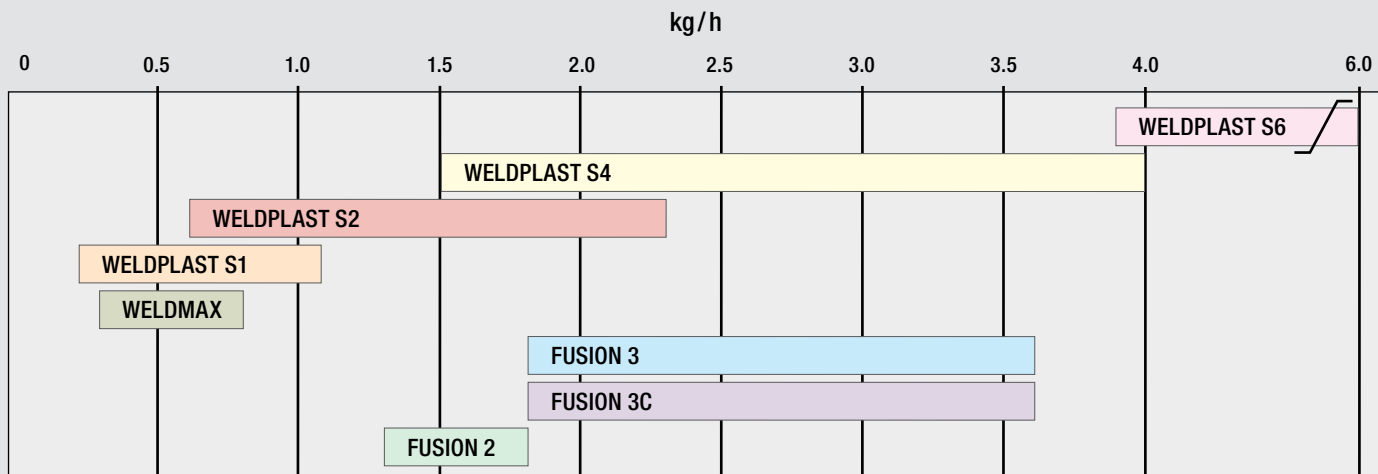 kg/h
0 0.5 1.0 1.5 2.0 2.5 3.0 3.5 4.0 6.0
WELDPLAST S6
WELDPLAST S4
WELDPLAST S2
WELDPLAST S1
WELDMAX
FUSION 3
FUSION 3C
FUSION 2